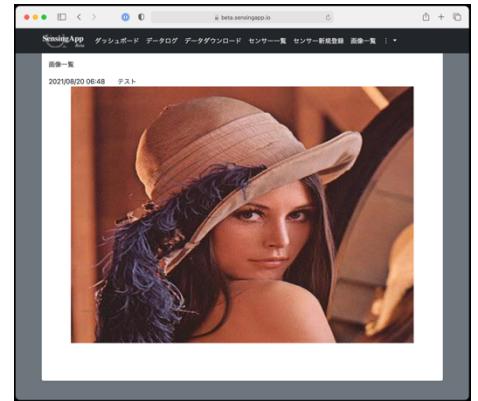 beta.sensingapp.io
SensingApp ダッシュボード データログ データダウンロード センサー一覧 センサー新規登録 画像一覧
Beta
画像一覧
2021/08/20 06:48 テスト